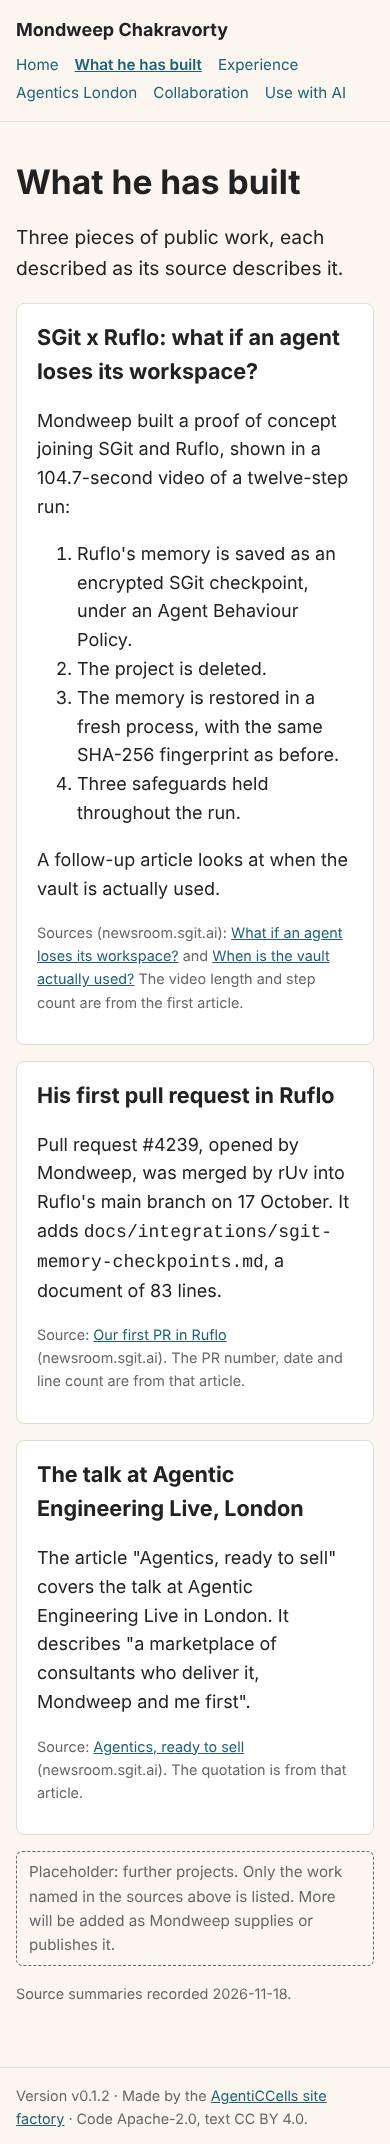 Mondweep Chakravorty
Home What he has built Experience
Agentics London Collaboration Use with AI
What he has built
Three pieces of public work, each
described as its source describes it.
SGit x Ruflo: what if an agent
loses its workspace?
Mondweep built a proof of concept
joining SGit and Ruflo, shown in a
104.7-second video of a twelve-step
run:
1. Ruflo's memory is saved as an
encrypted SGit checkpoint,
under an Agent Behaviour
Policy.
2. The project is deleted.
3. The memory is restored in a
fresh process, with the same
SHA-256 fingerprint as before.
4. Three safeguards held
throughout the run.
A follow-up article looks at when the
vault is actually used.
Sources (newsroom.sgit.ai): What if an agent
loses its workspace? and When is the vault
actually used? The video length and step
count are from the first article.
His first pull request in Ruflo
Pull request #4239, opened by
Mondweep, was merged by rUv into
Ruflo's main branch on 17 October. It
adds docs/integrations/sgit-
memory-checkpoints.md, a
document of 83 lines.
Source: Our first PR in Ruflo
(newsroom.sgit.ai). The PR number, date and
line count are from that article.
The talk at Agentic
Engineering Live, London
The article "Agentics, ready to sell"
covers the talk at Agentic
Engineering Live in London. It
describes "a marketplace of
consultants who deliver it,
Mondweep and me first".
Source: Agentics, ready to sell
(newsroom.sgit.ai). The quotation is from that
article.
Placeholder: further projects. Only the work
named in the sources above is listed. More
will be added as Mondweep supplies or
publishes it.
Source summaries recorded 2026-11-18.
Version v0.1.2 · Made by the AgentiCCells site
factory · Code Apache-2.0, text CC BY 4.0.